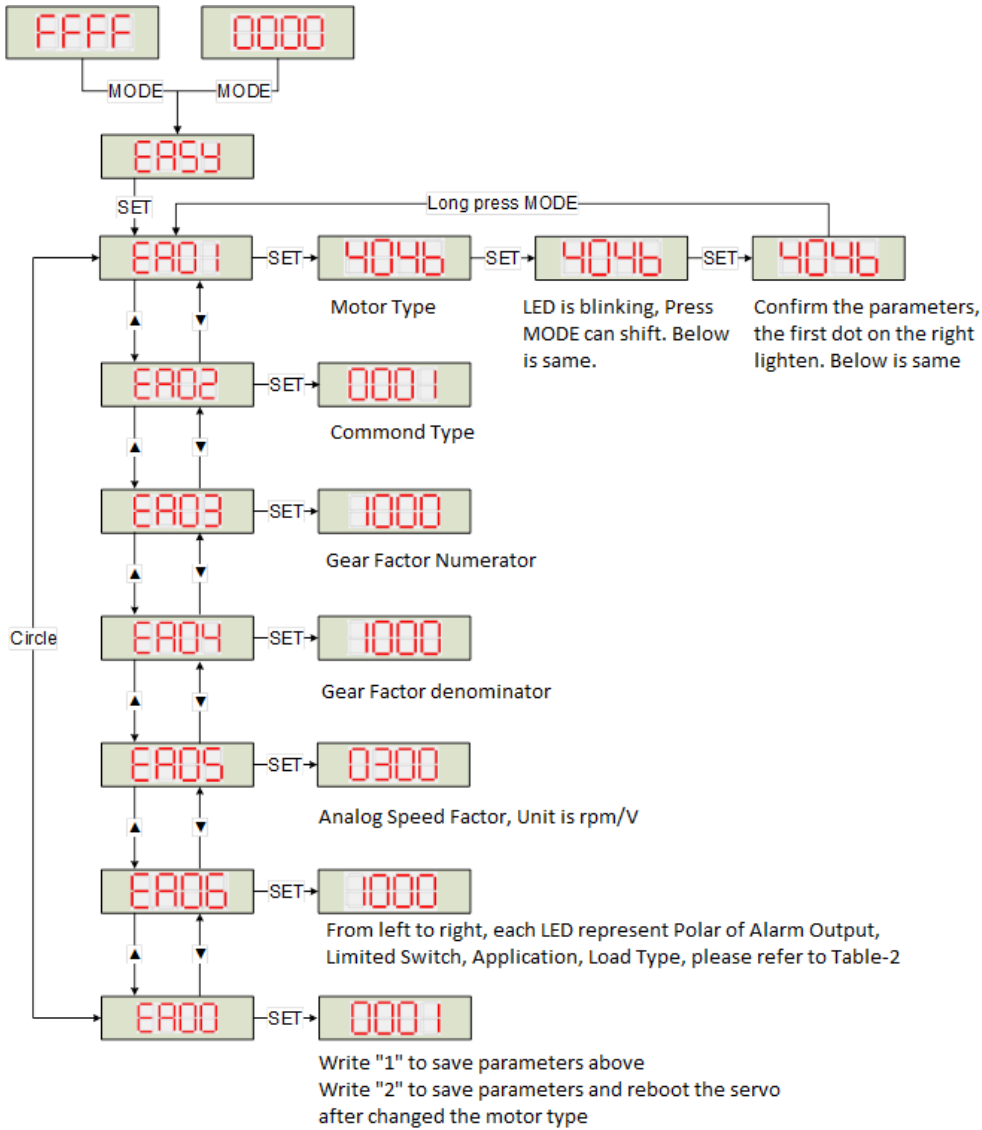 FFFF 0000
MODE MODE
EASY
SET
Long press MODE
EA01 SET 4046 SET 4046 SET 4046
Motor Type
LED is blinking, Press
MODE can shift. Below
is same.
Confirm the parameters,
the first dot on the right
lighten. Below is same
▲ ▼
EA02 SET 0001
Commond Type
▲ ▼
EA03 SET 1000
Gear Factor Numerator
▲ ▼
Circle
EA04 SET 1000
Gear Factor denominator
▲ ▼
EA05 SET 0300
Analog Speed Factor, Unit is rpm/V
▲ ▼
EA06 SET 1000
From left to right, each LED represent Polar of Alarm Output,
Limited Switch, Application, Load Type, please refer to Table-2
▲ ▼
EA00 SET 0001
Write "1" to save parameters above
Write "2" to save parameters and reboot the servo
after changed the motor type